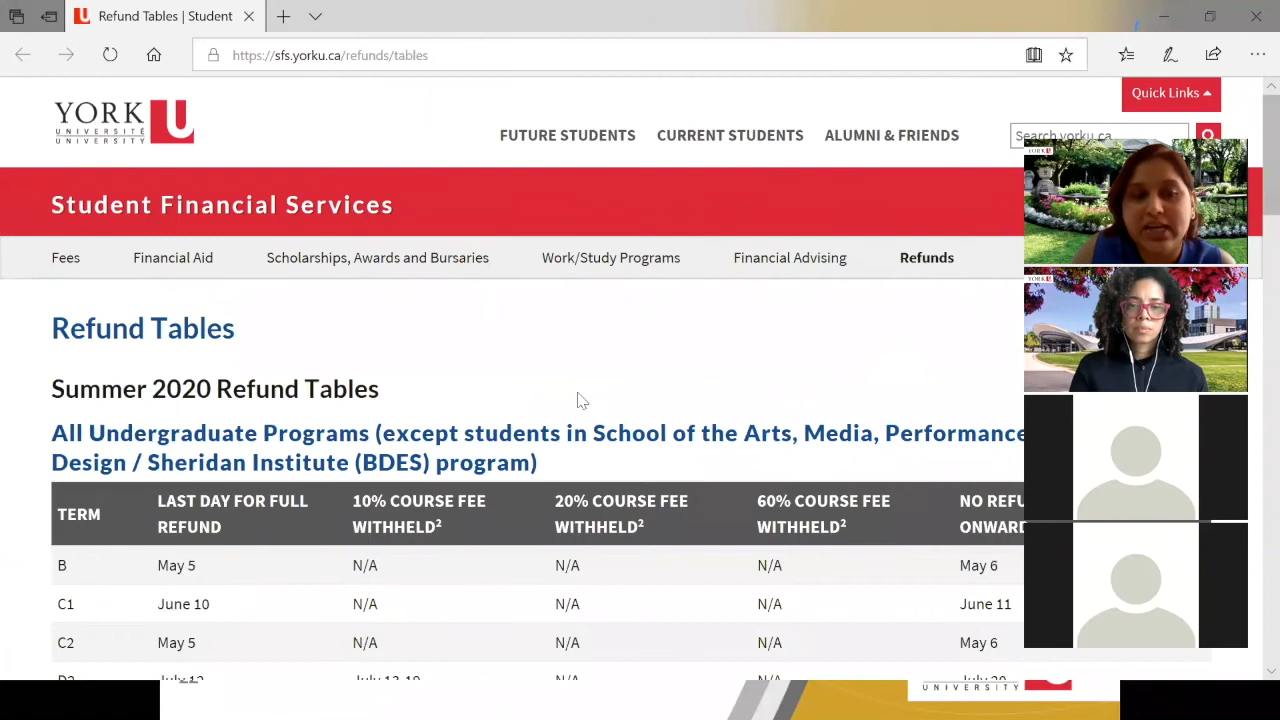 Refund Tables | Student
https://sfs.yorku.ca/refunds/tables
Quick Links
YORK U
UNIVERSITÉ
UNIVERSITY
FUTURE STUDENTS CURRENT STUDENTS ALUMNI & FRIENDS
Search yorku.ca
Student Financial Services
Fees Financial Aid Scholarships, Awards and Bursaries Work/Study Programs Financial Advising Refunds
Refund Tables
Summer 2020 Refund Tables
All Undergraduate Programs (except students in School of the Arts, Media, Performance
Design / Sheridan Institute (BDES) program)
TERM LAST DAY FOR FULL REFUND 10% COURSE FEE WITHHELD² 20% COURSE FEE WITHHELD² 60% COURSE FEE WITHHELD² NO
B May 5 N/A N/A N/A May 6
C1 June 10 N/A N/A N/A June 11
C2 May 5 N/A N/A N/A May 6
UNIVERSITY